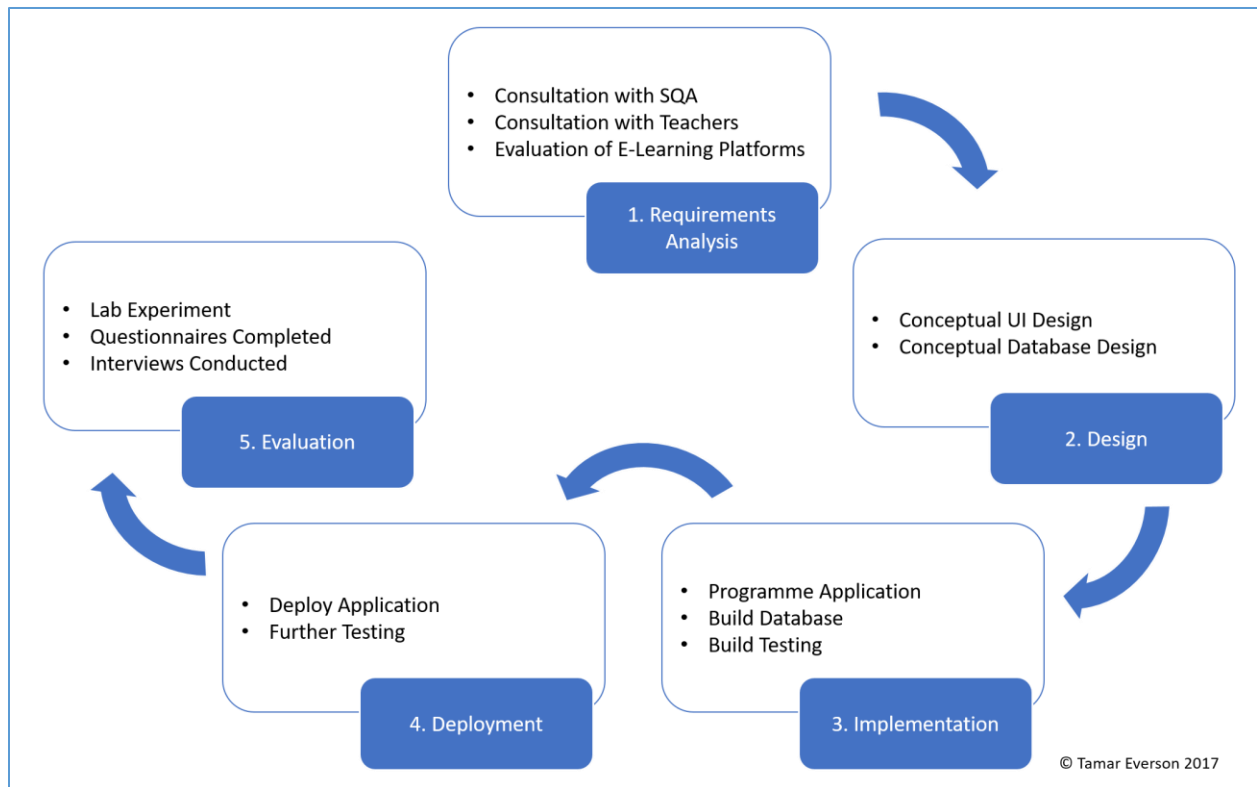 • Consultation with SQA
• Consultation with Teachers
• Evaluation of E-Learning Platforms
1. Requirements
Analysis
• Conceptual UI Design
• Conceptual Database Design
2. Design
• Programme Application
• Build Database
• Build Testing
3. Implementation
• Deploy Application
• Further Testing
4. Deployment
• Lab Experiment
• Questionnaires Completed
• Interviews Conducted
5. Evaluation
© Tamar Everson 2017